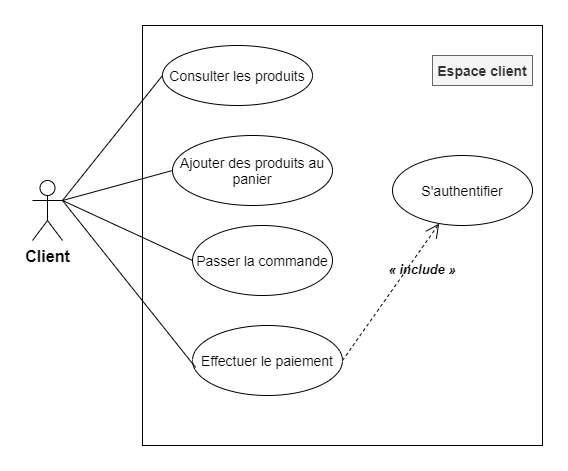 Consulter les produits
Espace client
Ajouter des produits au
panier
S'authentifier
Client
Passer la commande
« include »
Effectuer le paiement